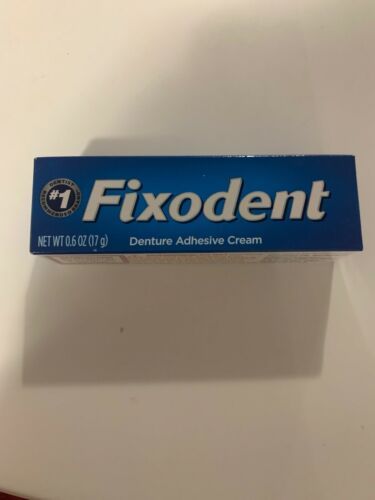 #1
Fixodent
NET WT 0.6 OZ (17 g)
Denture Adhesive Cream